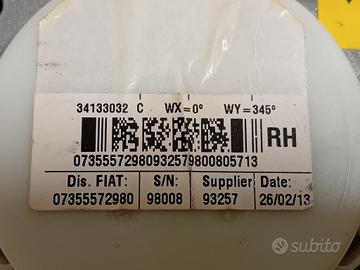 34133032 C WX=0° WY=345°
RH
07355572980932579800805713
Dis. FIAT: S/N: Supplier: Date:
07355572980 98008 93257 26/02/13
subito